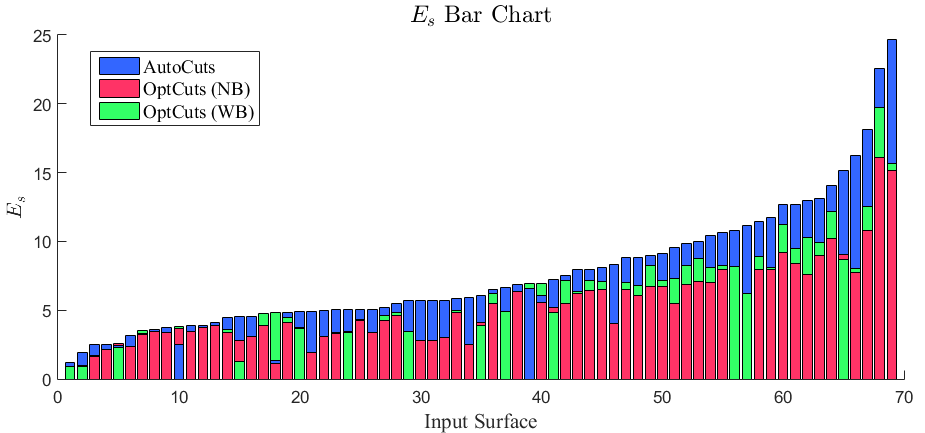 E_s Bar Chart
25
20
15
10
5
0
E_s
AutoCuts
OptCuts (NB)
OptCuts (WB)
0 10 20 30 40 50 60 70
Input Surface